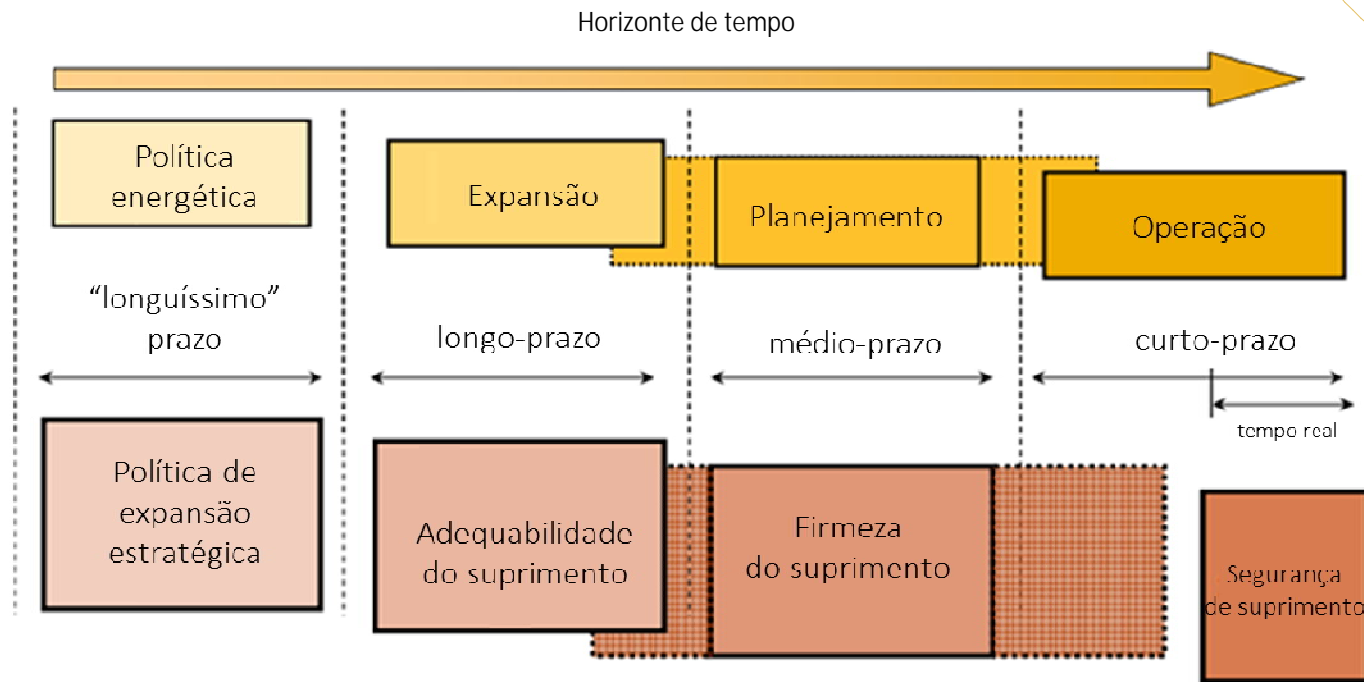 Horizonte de tempo
Política
energética
Expansão
Planejamento
Operação
“longuíssimo”
prazo
longo-prazo
médio-prazo
curto-prazo
tempo real
Política de
expansão
estratégica
Adequabilidade
do suprimento
Firmeza
do suprimento
Segurança
de suprimento